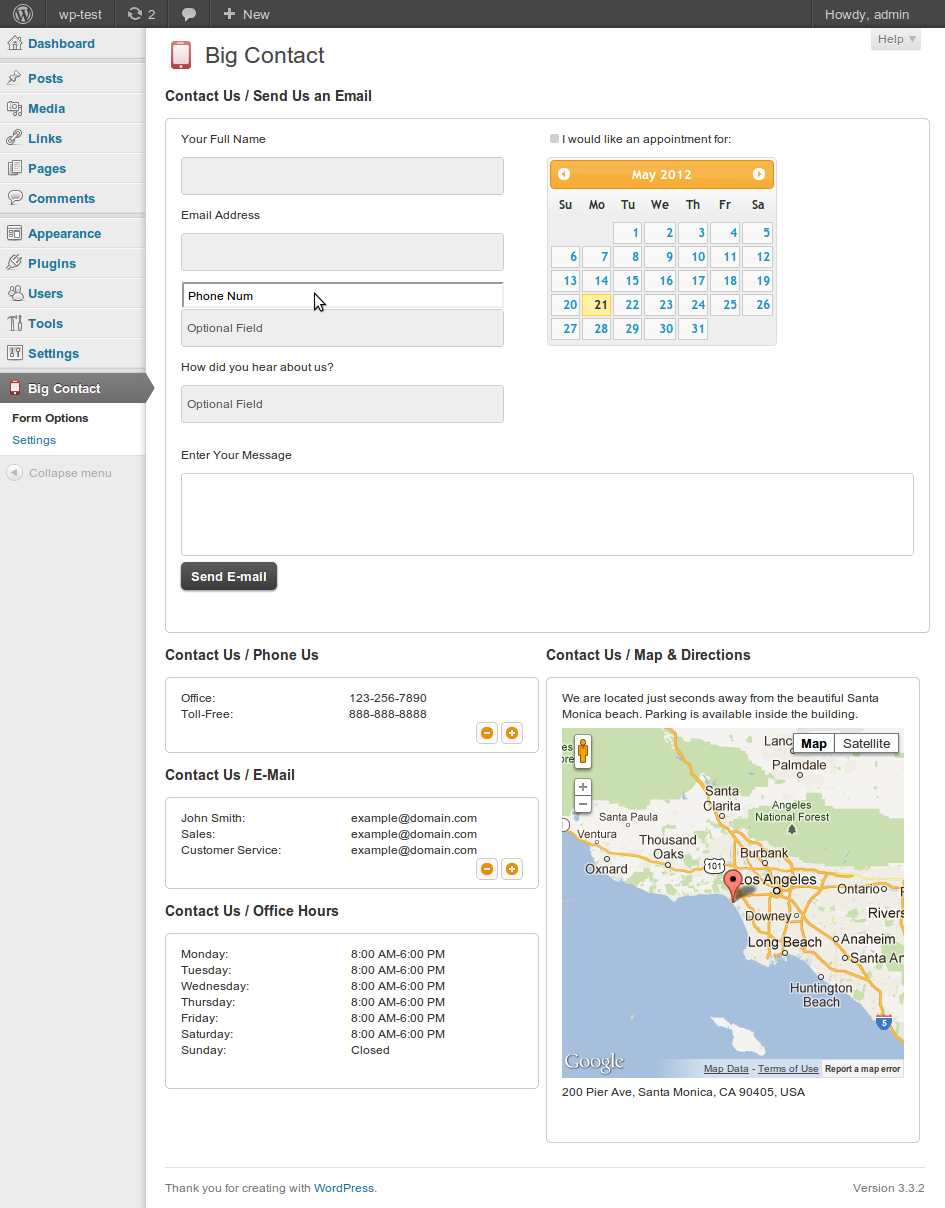 wp-test
2
New
Howdy, admin
Help
Dashboard
Posts
Media
Links
Pages
Comments
Appearance
Plugins
Users
Tools
Settings
Big Contact
Form Options
Settings
Collapse menu
Big Contact
Contact Us / Send Us an Email
Your Full Name
Email Address
Phone Num
Optional Field
How did you hear about us?
Optional Field
I would like an appointment for:
May 2012
Su Mo Tu We Th Fr Sa
1 2 3 4 5
6 7 8 9 10 11 12
13 14 15 16 17 18 19
20 21 22 23 24 25 26
27 28 29 30 31
Enter Your Message
Send E-mail
Contact Us / Phone Us
Office: 123-256-7890
Toll-Free: 888-888-8888
Contact Us / E-Mail
John Smith: example@domain.com
Sales: example@domain.com
Customer Service: example@domain.com
Contact Us / Office Hours
Monday: 8:00 AM-6:00 PM
Tuesday: 8:00 AM-6:00 PM
Wednesday: 8:00 AM-6:00 PM
Thursday: 8:00 AM-6:00 PM
Friday: 8:00 AM-6:00 PM
Saturday: 8:00 AM-6:00 PM
Sunday: Closed
Contact Us / Map & Directions
We are located just seconds away from the beautiful Santa
Monica beach. Parking is available inside the building.
Lanc
Map Satellite
Palmdale
Santa
Clarita
Angeles
National Forest
Santa Paula
Ventura
Thousand
Oaks
Burbank
Oxnard
101
Los Angeles
Ontario
Downey
Rivers
Long Beach
Anaheim
Santa An
Huntington
Beach
5
Google
Map Data - Terms of Use Report a map error
200 Pier Ave, Santa Monica, CA 90405, USA
Thank you for creating with WordPress.
Version 3.3.2